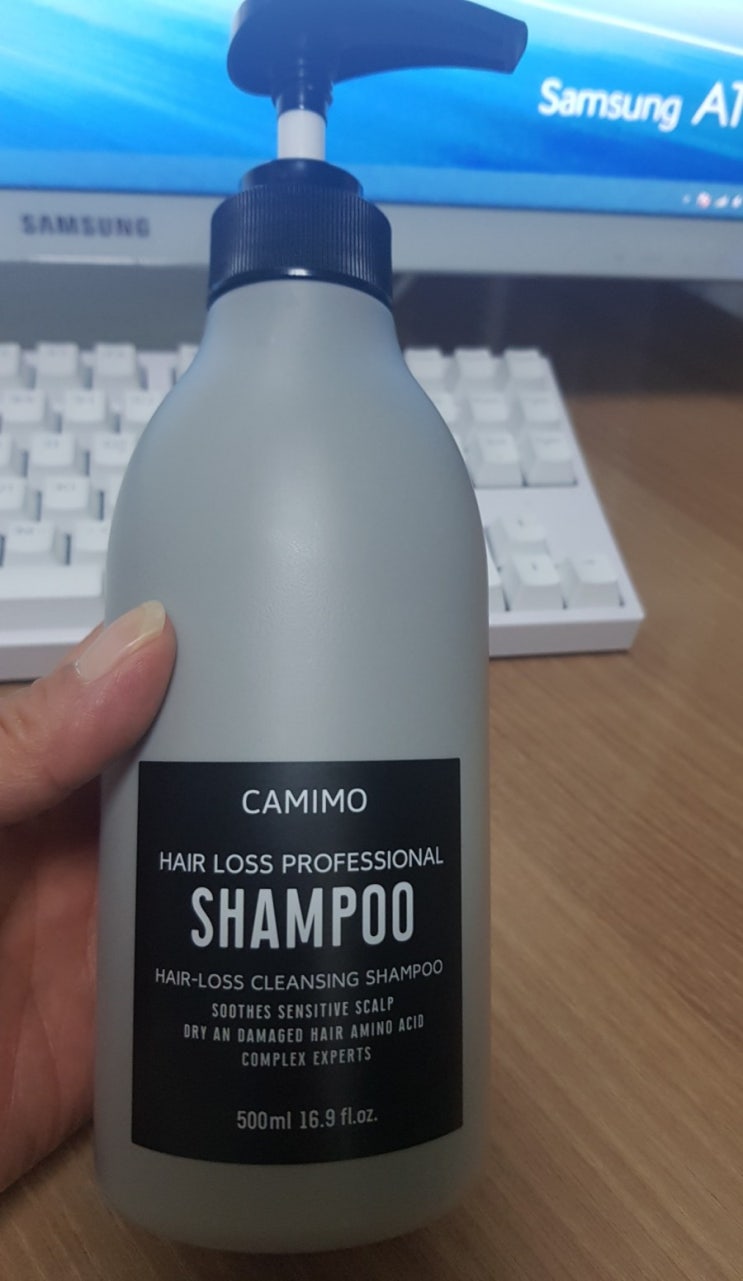 Samsung AT
SAMSUNG
CAMIMO
HAIR LOSS PROFESSIONAL
SHAMPOO
HAIR-LOSS CLEANSING SHAMPOO
SOOTHES SENSITIVE SCALP
DRY AN DAMAGED HAIR AMINO ACID
COMPLEX EXPERTS
500ml 16.9 fl.oz.